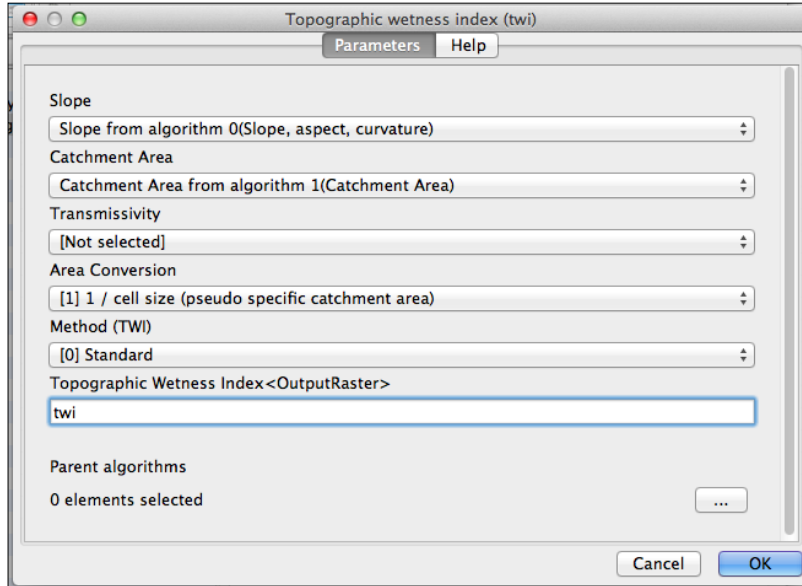 Topographic wetness index (twi)
Parameters Help
Slope
Slope from algorithm 0(Slope, aspect, curvature)
Catchment Area
Catchment Area from algorithm 1(Catchment Area)
Transmissivity
[Not selected]
Area Conversion
[1] 1 / cell size (pseudo specific catchment area)
Method (TWI)
[0] Standard
Topographic Wetness Index<OutputRaster>
twi
Parent algorithms
0 elements selected ...
Cancel OK